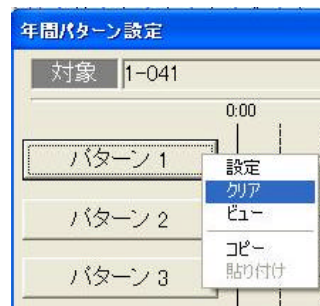 年間パターン設定
対象 1-041
0:00
パターン 1
設定
クリア
パターン 2
ビュー
コピー
パターン 3
貼り付け